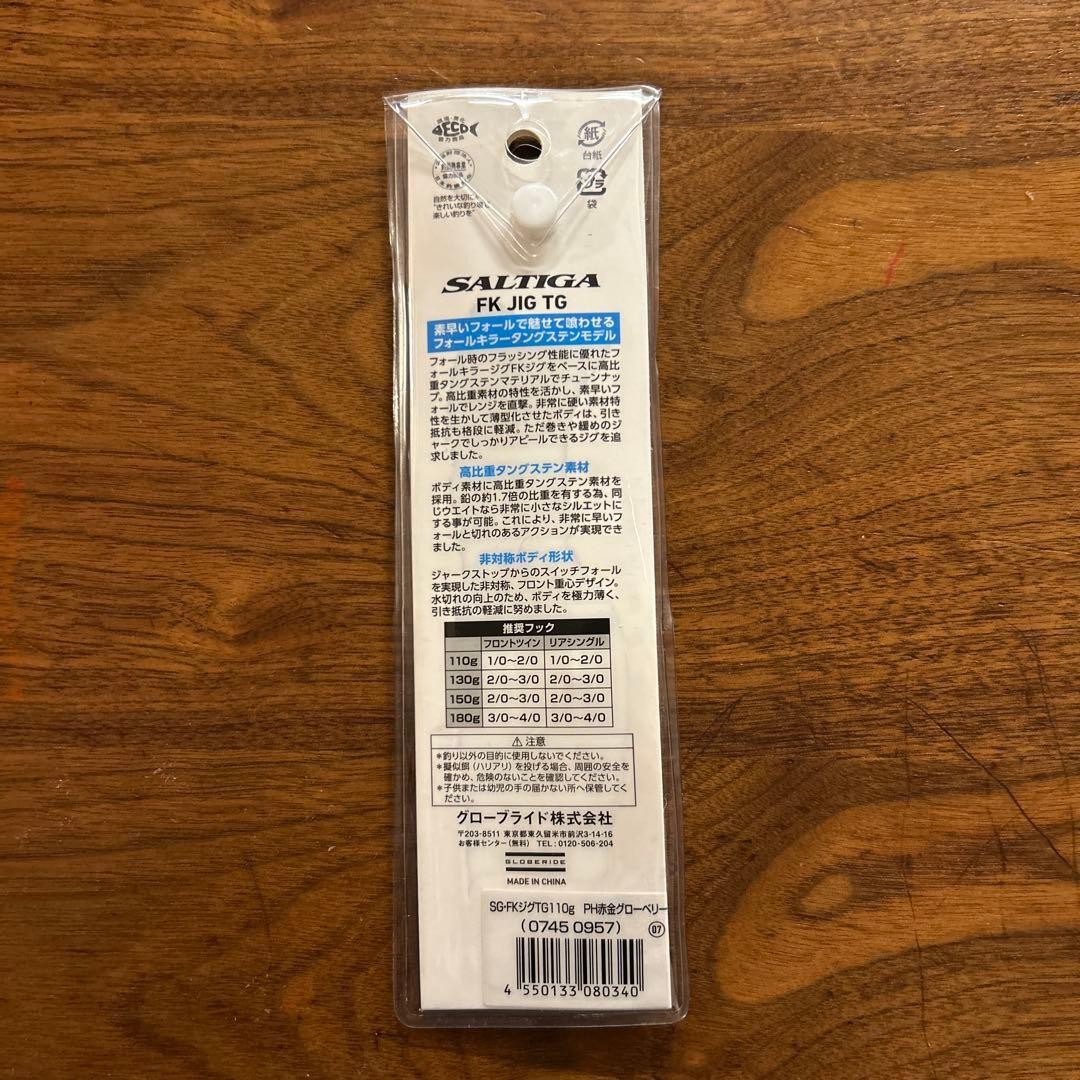 ECO
協力商品
紙
台紙
プラ
袋
自然を大切に
"きれいな釣り場
楽しい釣りを"
SALTIGA
FK JIG TG
素早いフォールで魅せて喰わせる
フォールキラータングステンモデル
フォール時のフラッシング性能に優れたフ
ォールキラージグFKジグをベースに高比
重タングステンマテリアルでチューンナッ
プ。高比重素材の特性を活かし、素早いフ
ォールでレンジを直撃。非常に硬い素材特
性を生かして薄型化させたボディは、引き
抵抗も格段に軽減。ただ巻きや緩めのジ
ャークでしっかりアピールできるジグを追
求しました。
高比重タングステン素材
ボディ素材に高比重タングステン素材を
採用。鉛の約1.7倍の比重を有する為、同
じウエイトなら非常に小さなシルエットに
する事が可能。これにより、非常に早いフ
ォールと切れのあるアクションが実現でき
ました。
非対称ボディ形状
ジャークストップからのスイッチフォール
を実現した非対称、フロント重心デザイン。
水切れの向上のため、ボディを極力薄く、
引き抵抗の軽減に努めました。
推奨フック
フロントツイン リアシングル
110g 1/0〜2/0 1/0〜2/0
130g 2/0〜3/0 2/0〜3/0
150g 2/0〜3/0 2/0〜3/0
180g 3/0〜4/0 3/0〜4/0
⚠注意
*釣り以外の目的に使用しないでください。
*擬似餌(ハリアリ)を投げる場合、周囲の安全を
確かめ、危険のないことを確認してください。
*子供または幼児の手の届かない所へ保管してく
ださい。
グローブライド株式会社
〒203-8511 東京都東久留米市前沢3-14-16
お客様センター(無料) TEL:0120-506-204
GLOBERIDE
MADE IN CHINA
SG・FKジグTG110g PH赤金グローベリー
(0745 0957) 07
4 550133 080340